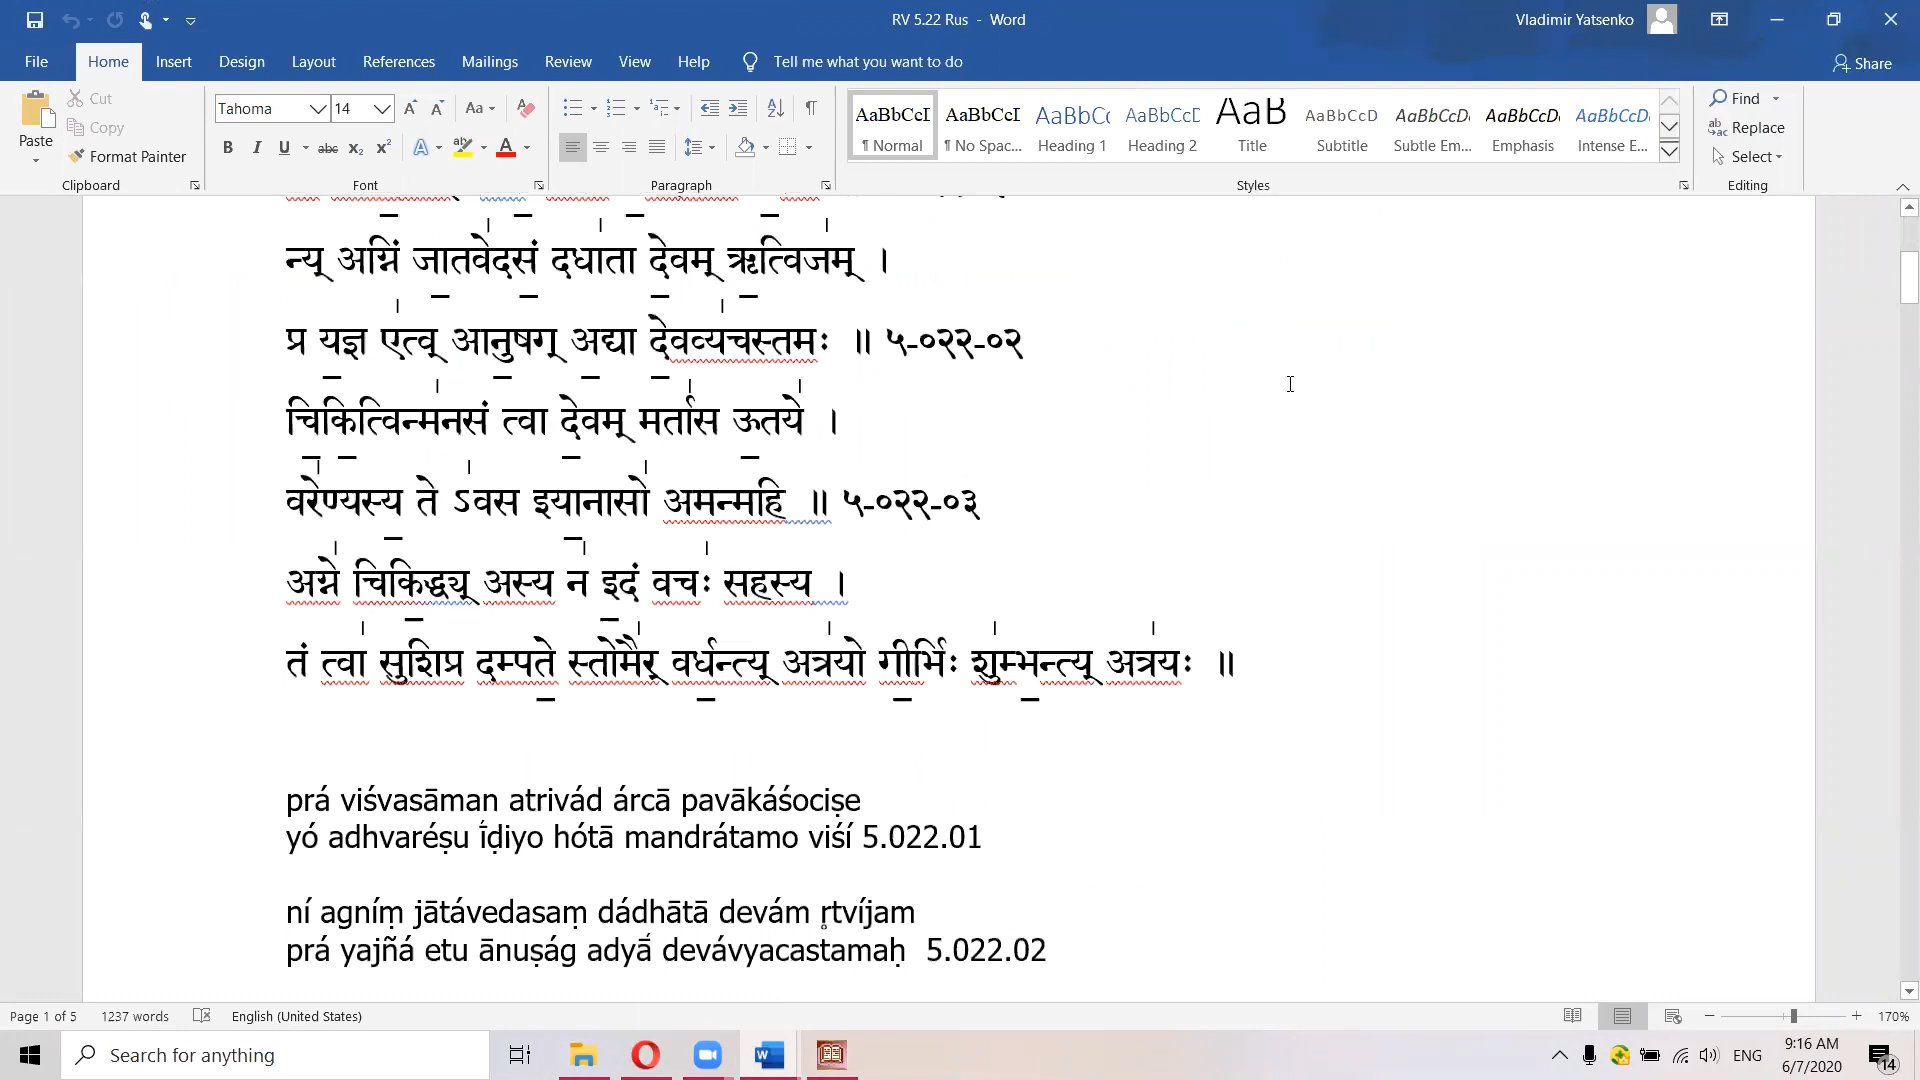 RV 5.22 Rus - Word
Vladimir Yatsenko
File Home Insert Design Layout References Mailings Review View Help Tell me what you want to do
Share
Paste
Cut
Copy
Format Painter
Clipboard
Tahoma 14
Font
Paragraph
AaBbCcI AaBbCcI AaBbCc AaBbCcD AaB AaBbCcD AaBbCcD AaBbCcD AaBbCcD
¶ Normal ¶ No Spac... Heading 1 Heading 2 Title Subtitle Subtle Em... Emphasis Intense E...
Styles
Find
Replace
Select
Editing
न्य् अग्निं जातवेदसं दधाता देवम् ऋत्विजम् ।
प्र यज्ञ एत्व् आनुषग् अद्या देवव्यचस्तमः ॥ ५-०२२-०२
चिकित्विन्मनसं त्वा देवम् मर्तास ऊतये ।
वरेण्यस्य ते ऽवस इयानासो अमन्महि ॥ ५-०२२-०३
अग्ने चिकिद्ध्य् अस्य न इदं वचः सहस्य ।
तं त्वा सुशिप्र दम्पते स्तोमैर् वर्धन्त्य् अत्रयो गीर्भिः शुम्भन्त्य् अत्रयः ॥
prá viśvasāman atrivád árcā pavākáśociṣe
yó adhvaréṣu ī́ḍiyo hótā mandrátamo viśí 5.022.01
ní agníṃ jātávedasaṃ dádhātā devám r̥tvíjam
prá yajñá etu ānuṣág adyā́ devávyacastamaḥ 5.022.02
Page 1 of 5 1237 words English (United States) 170%
Search for anything
ENG
9:16 AM
6/7/2020
14